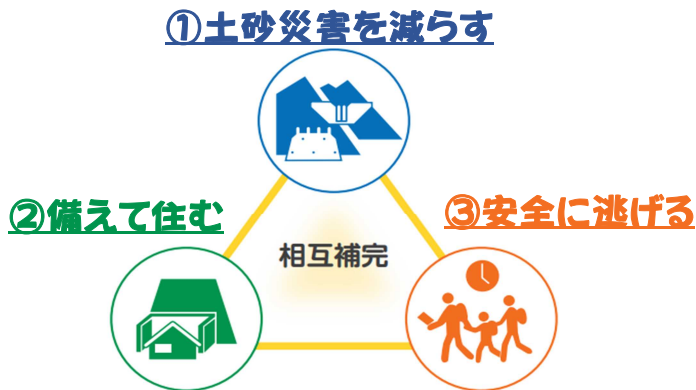 ①土砂災害を減らす
②備えて住む
③安全に逃げる
相互補完